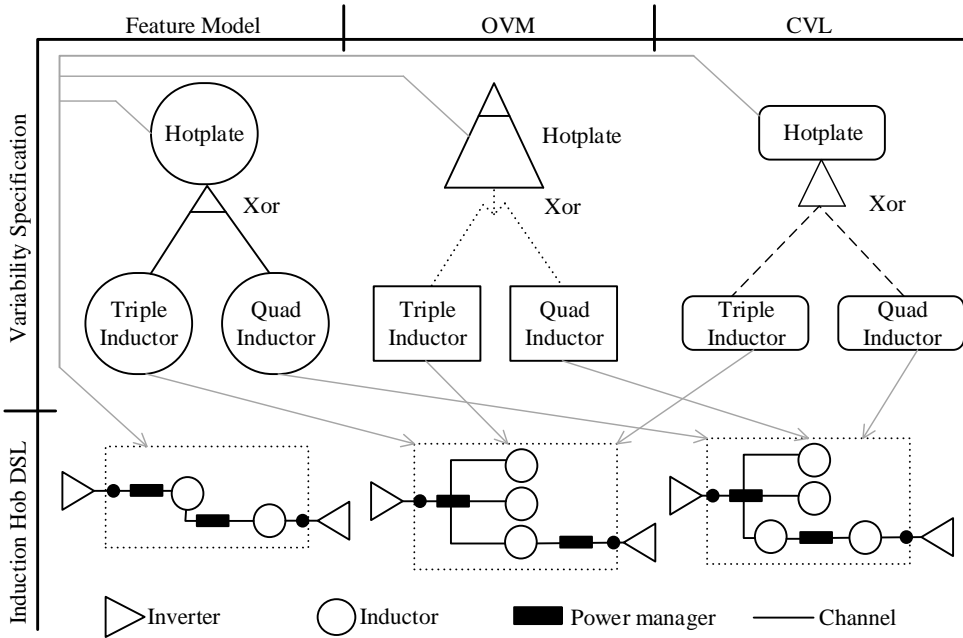 Feature Model
OVM
CVL
Variability Specification
Hotplate
Xor
Triple
Inductor
Quad
Inductor
Hotplate
Xor
Triple
Inductor
Quad
Inductor
Hotplate
Xor
Triple
Inductor
Quad
Inductor
Induction Hob DSL
Inverter
Inductor
Power manager
Channel